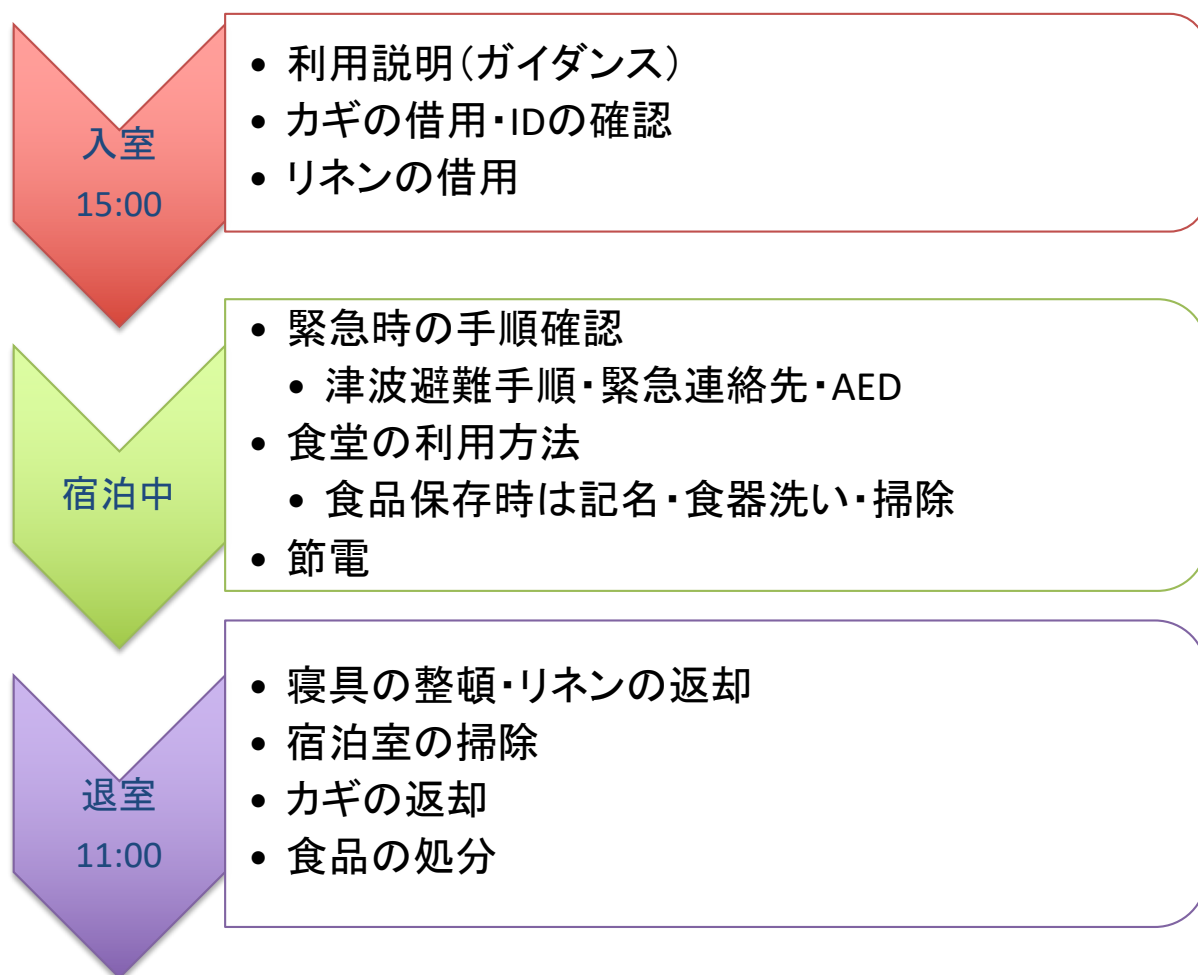 入室
15:00
• 利用説明(ガイダンス)
• カギの借用・IDの確認
• リネンの借用
宿泊中
• 緊急時の手順確認
• 津波避難手順・緊急連絡先・AED
• 食堂の利用方法
• 食品保存時は記名・食器洗い・掃除
• 節電
退室
11:00
• 寝具の整頓・リネンの返却
• 宿泊室の掃除
• カギの返却
• 食品の処分